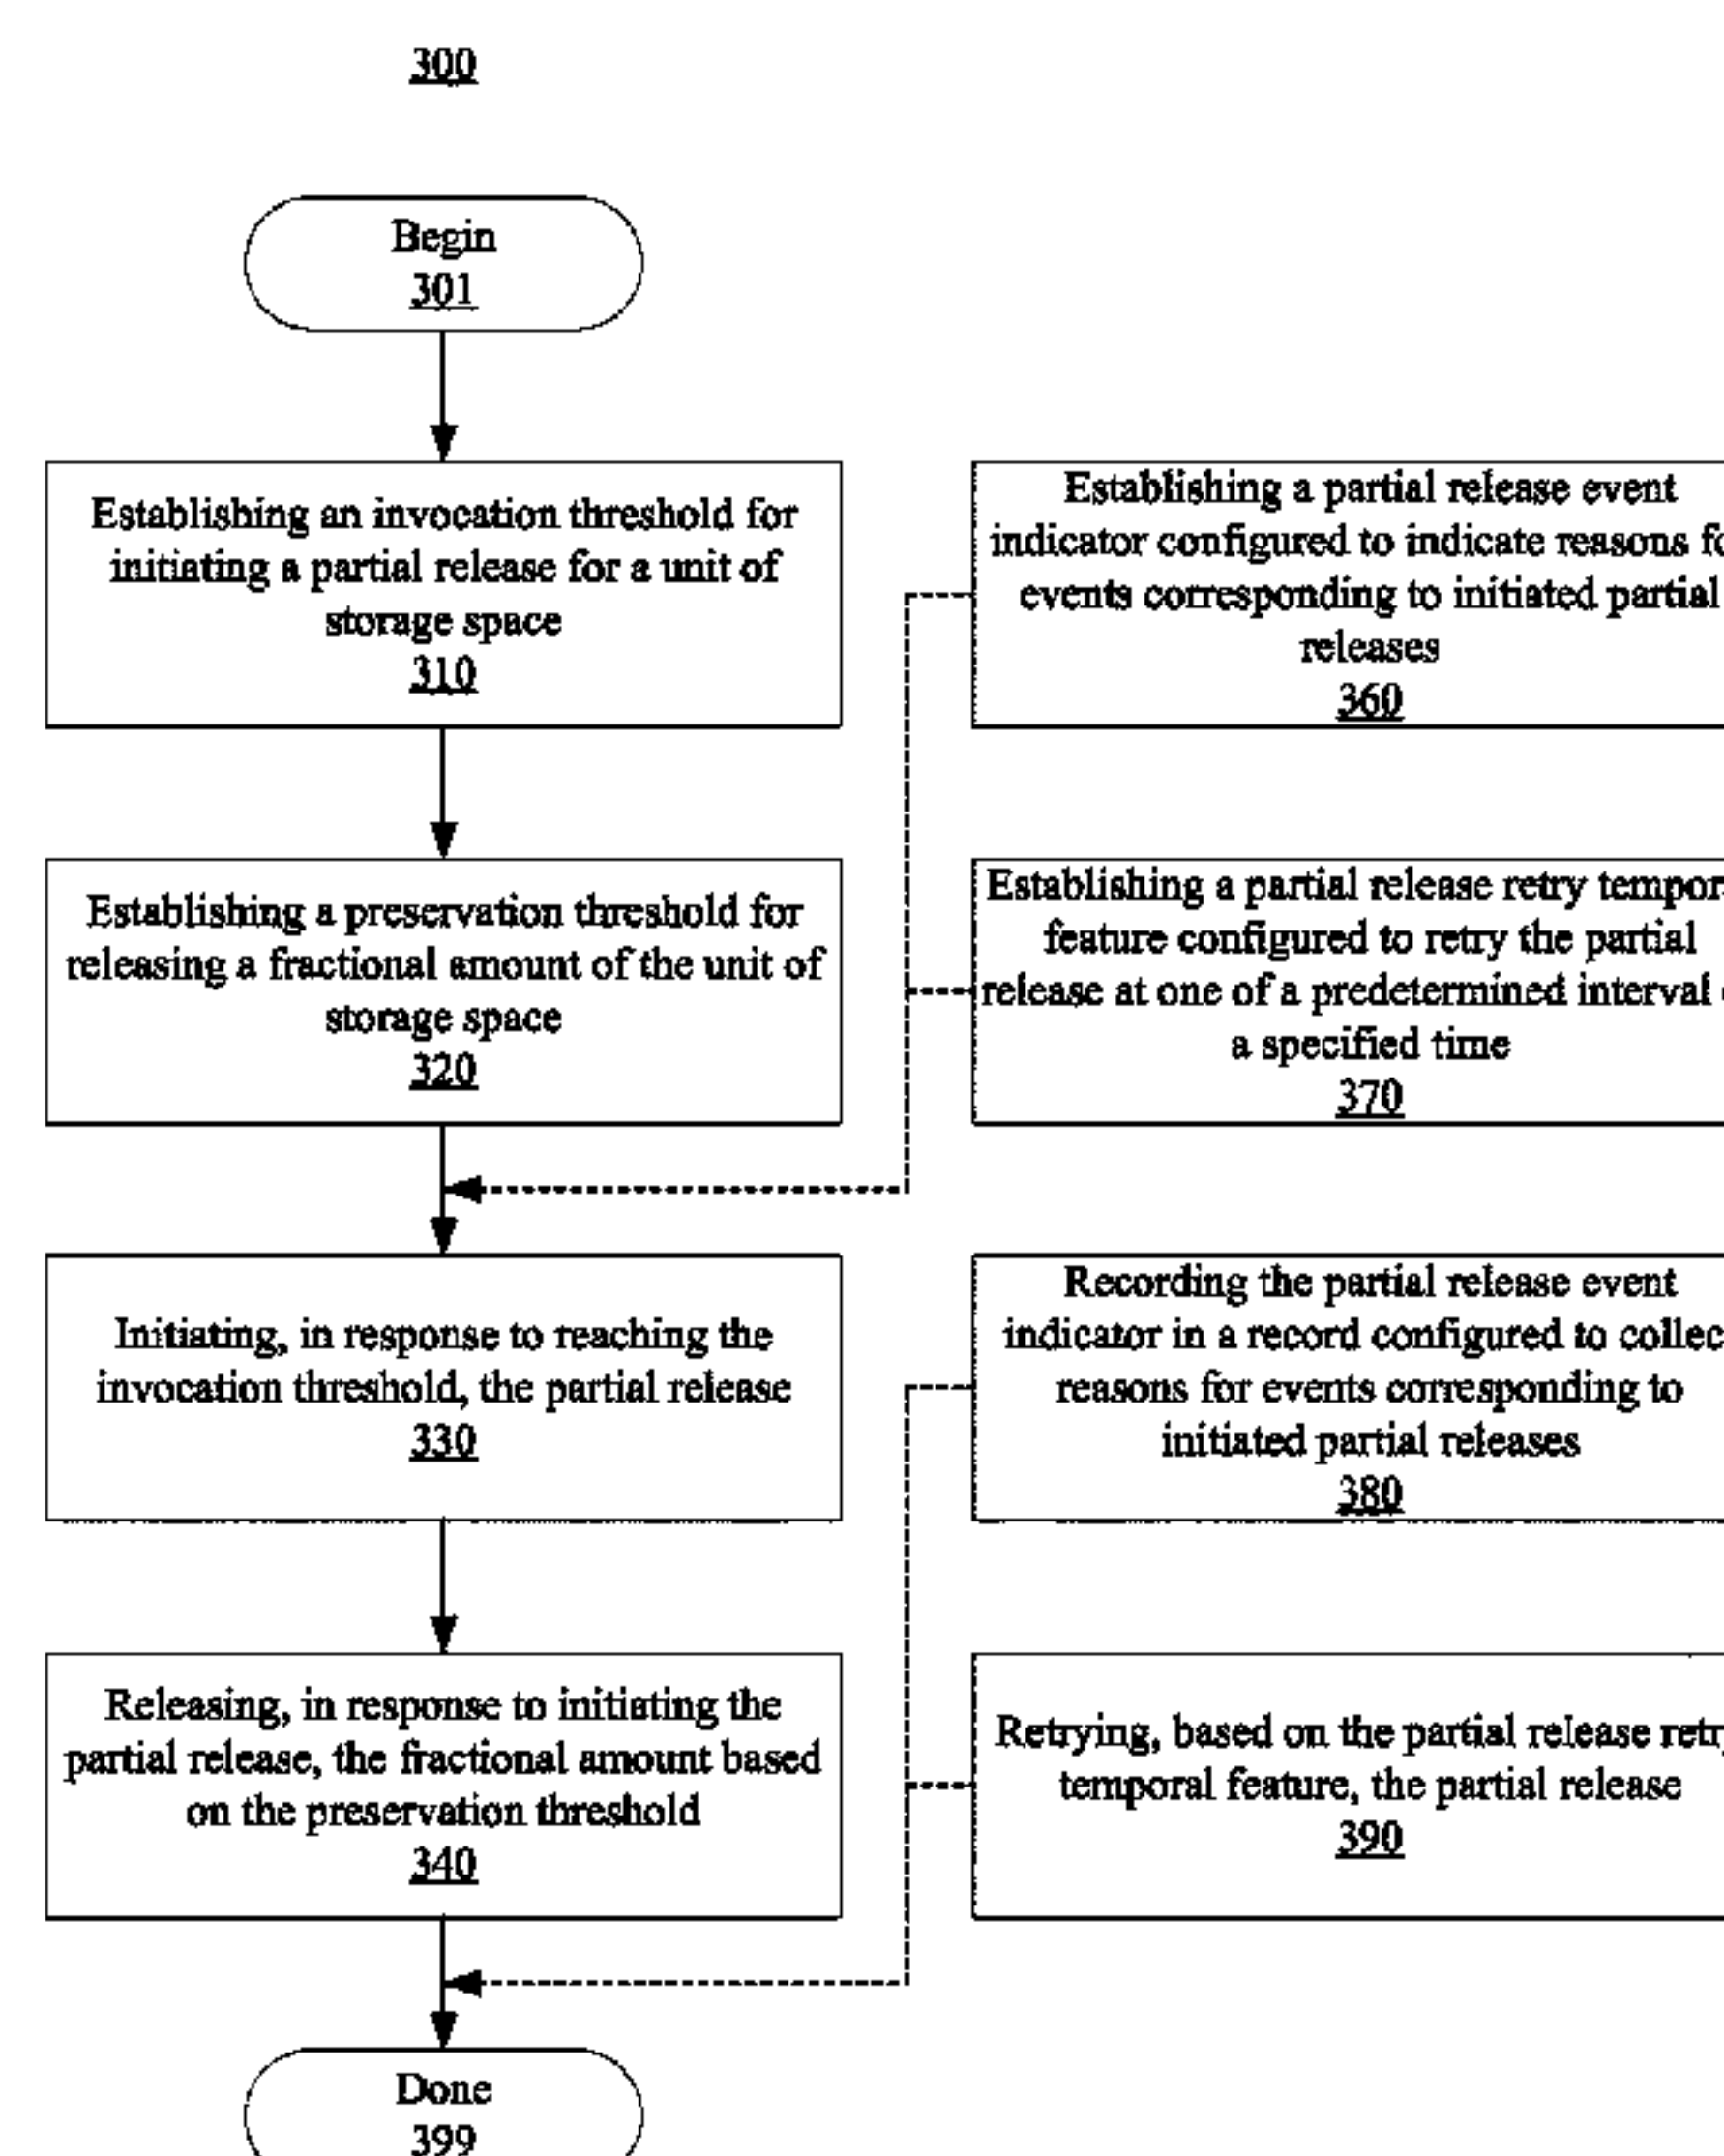 300
Begin
301
Establishing an invocation threshold for
initiating a partial release for a unit of
storage space
310
Establishing a preservation threshold for
releasing a fractional amount of the unit of
storage space
320
Initiating, in response to reaching the
invocation threshold, the partial release
330
Releasing, in response to initiating the
partial release, the fractional amount based
on the preservation threshold
340
Done
399
Establishing a partial release event
indicator configured to indicate reasons
events corresponding to initiated partial
releases
360
Establishing a partial release retry
feature configured to retry the partial
release at one of a predetermined interval
a specified time
370
Recording the partial release event
indicator in a record configured to
reasons for events corresponding to
initiated partial releases
380
Retrying, based on the partial release
temporal feature, the partial release
390